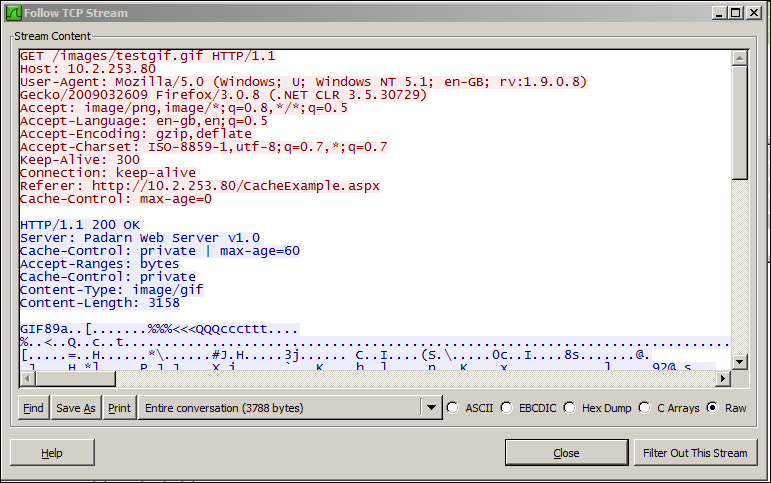 Follow TCP Stream
Stream Content
GET /images/testgif.gif HTTP/1.1
Host: 10.2.253.80
User-Agent: Mozilla/5.0 (Windows; U; Windows NT 5.1; en-GB; rv:1.9.0.8)
Gecko/2009032609 Firefox/3.0.8 (.NET CLR 3.5.30729)
Accept: image/png,image/*;q=0.8,*/*;q=0.5
Accept-Language: en-gb,en;q=0.5
Accept-Encoding: gzip,deflate
Accept-Charset: ISO-8859-1,utf-8;q=0.7,*;q=0.7
Keep-Alive: 300
Connection: keep-alive
Referer: http://10.2.253.80/CacheExample.aspx
Cache-Control: max-age=0
HTTP/1.1 200 OK
Server: Padarn Web Server v1.0
Cache-Control: private | max-age=60
Accept-Ranges: bytes
Cache-Control: private
Content-Type: image/gif
Content-Length: 3158
GIF89a..[.......%%%<<<QQQcccttt....
%..<..Q..c..t.....................................................................
[.....=..H......*\......#J.H.....3j...... C..I....(S.\.....0c..I....8s.......@.
Find
Save As
Print
Entire conversation (3788 bytes)
ASCII
EBCDIC
Hex Dump
C Arrays
Raw
Help
Close
Filter Out This Stream